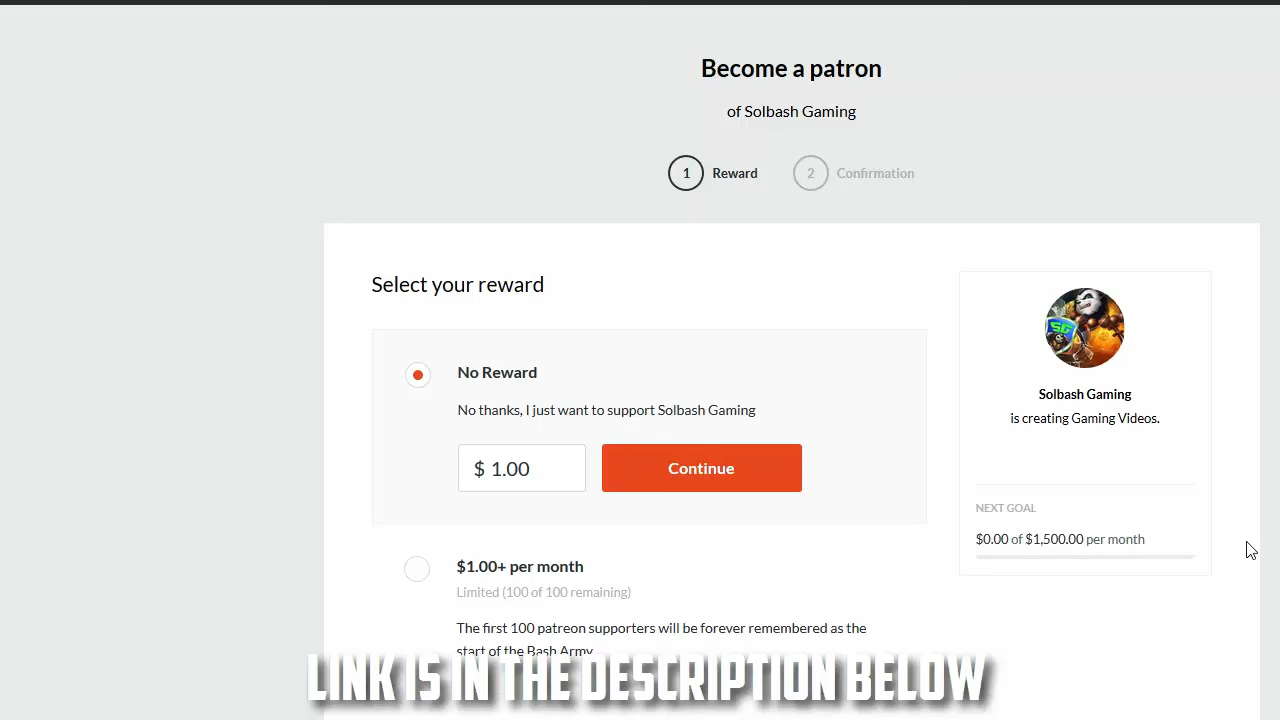 Become a patron
of Solbash Gaming
1 Reward 2 Confirmation
Select your reward
No Reward
No thanks, I just want to support Solbash Gaming
$ 1.00 Continue
$1.00+ per month
Limited (100 of 100 remaining)
The first 100 patreon supporters will be forever remembered as the
start of the Bash Army
SG
Solbash Gaming
is creating Gaming Videos.
NEXT GOAL
$0.00 of $1,500.00 per month
LINK IS IN THE DESCRIPTION BELOW